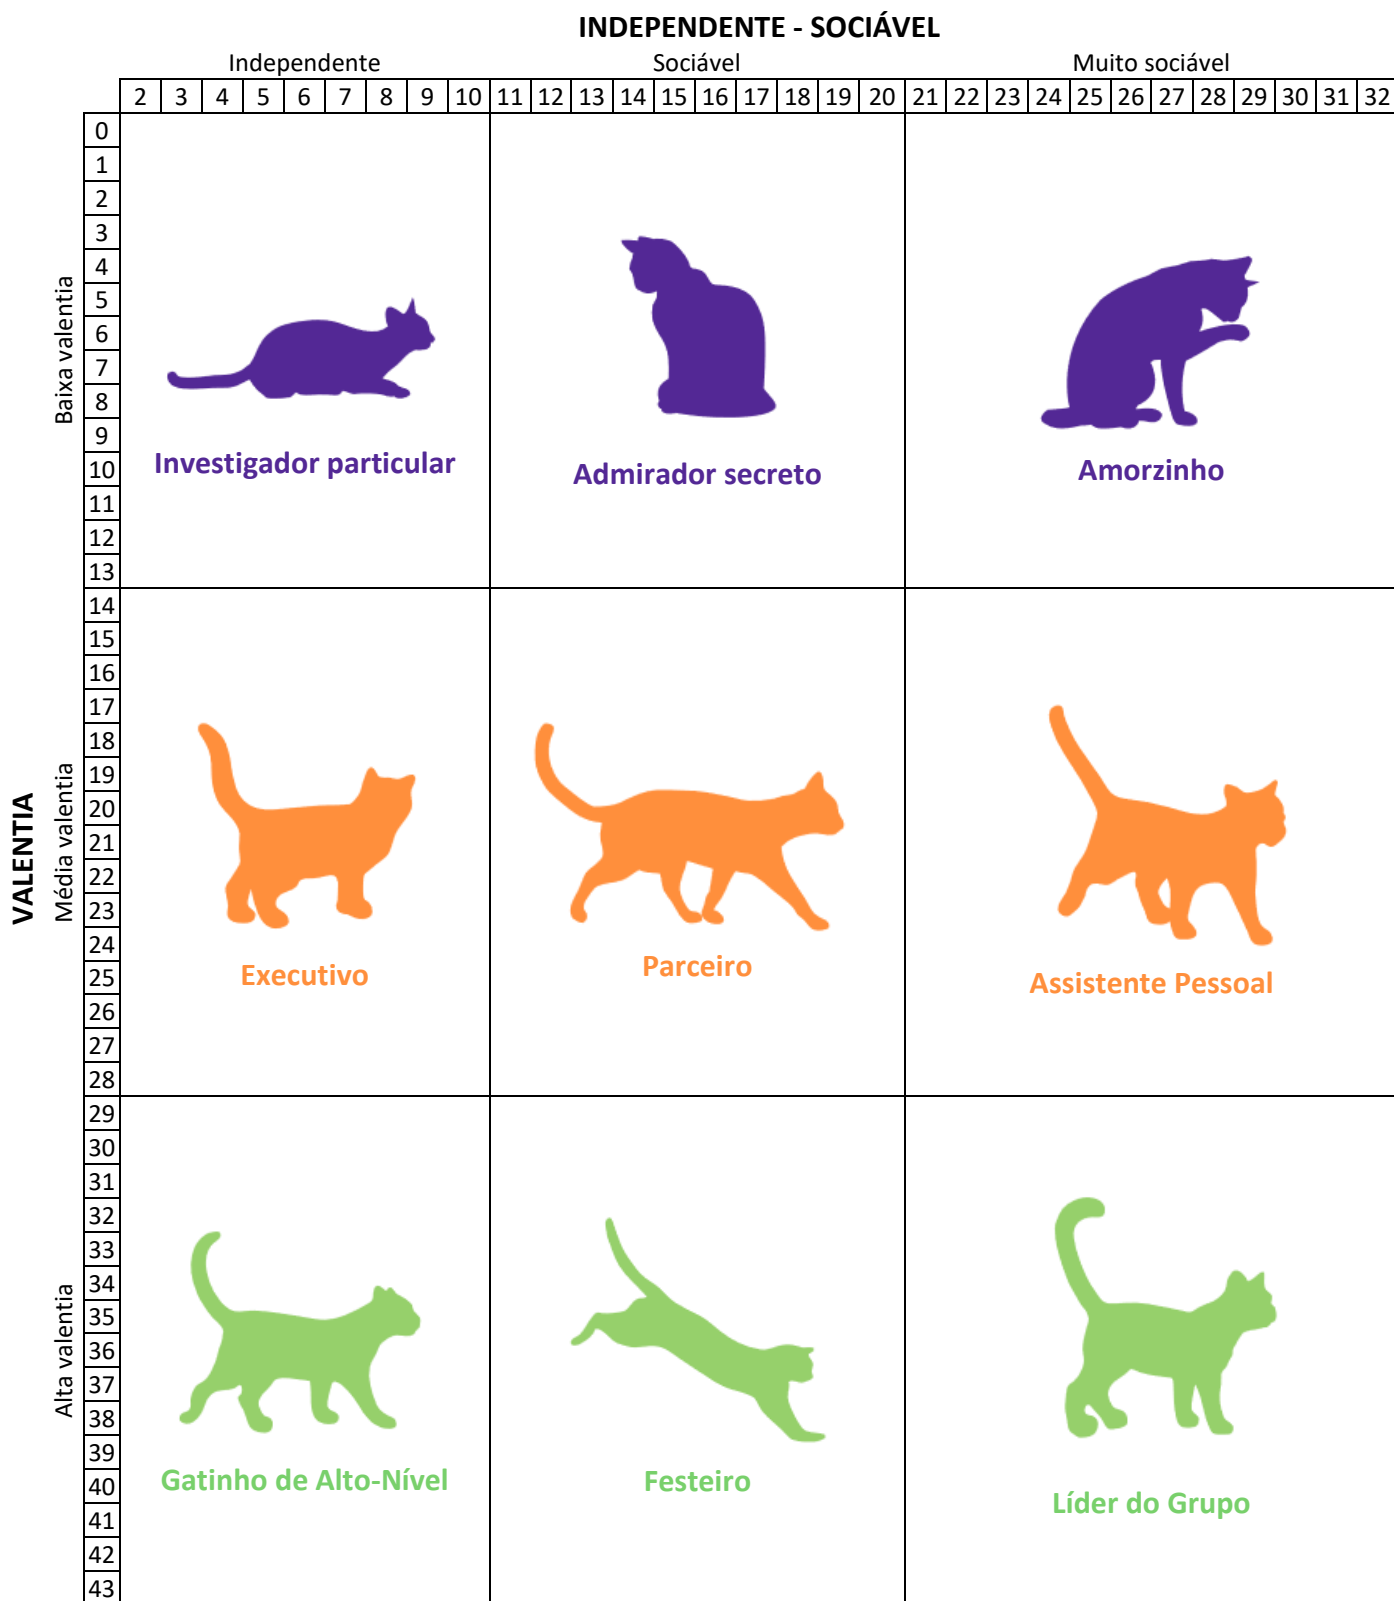 INDEPENDENTE - SOCIÁVEL
Independente Sociável Muito sociável
2 3 4 5 6 7 8 9 10 11 12 13 14 15 16 17 18 19 20 21 22 23 24 25 26 27 28 29 30 31 32
VALENTIA
Baixa valentia
0
1
2
3
4
5
6
7
8
9
10
11
12
13
Investigador particular
Admirador secreto
Amorzinho
Média valentia
14
15
16
17
18
19
20
21
22
23
24
25
26
27
28
Executivo
Parceiro
Assistente Pessoal
Alta valentia
29
30
31
32
33
34
35
36
37
38
39
40
41
42
43
Gatinho de Alto-Nível
Festeiro
Líder do Grupo